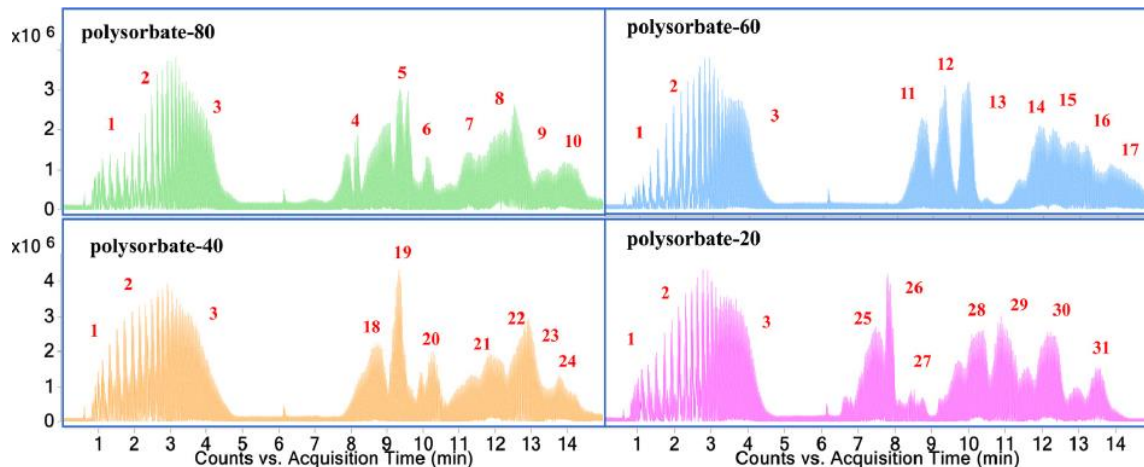 x10 6
polysorbate-80
1 2 3 4 5 6 7 8 9 10
3
2
1
0
polysorbate-60
1 2 3 11 12 13 14 15 16 17
x10 6
polysorbate-40
1 2 3 18 19 20 21 22 23 24
4
3
2
1
0
polysorbate-20
1 2 3 25 26 27 28 29 30 31
1 2 3 4 5 6 7 8 9 10 11 12 13 14
Counts vs. Acquisition Time (min)
1 2 3 4 5 6 7 8 9 10 11 12 13 14
Counts vs. Acquisition Time (min)